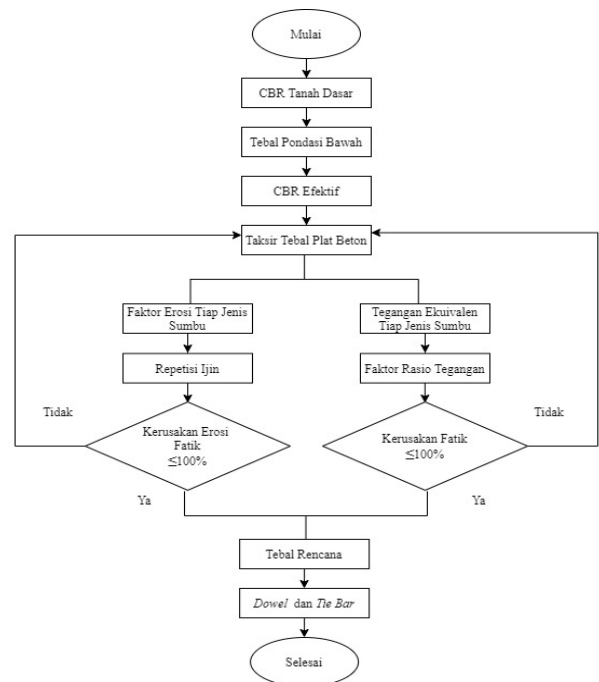 Mulai
CBR Tanah Dasar
Tebal Pondasi Bawah
CBR Efektif
Taksir Tebal Plat Beton
Faktor Erosi Tiap Jenis
Sumbu
Tegangan Ekuivalen
Tiap Jenis Sumbu
Repetisi Ijin
Faktor Rasio Tegangan
Tidak
Kerusakan Erosi
Fatik
≤100%
Kerusakan Fatik
≤100%
Tidak
Ya
Ya
Tebal Rencana
Dowel dan Tie Bar
Selesai